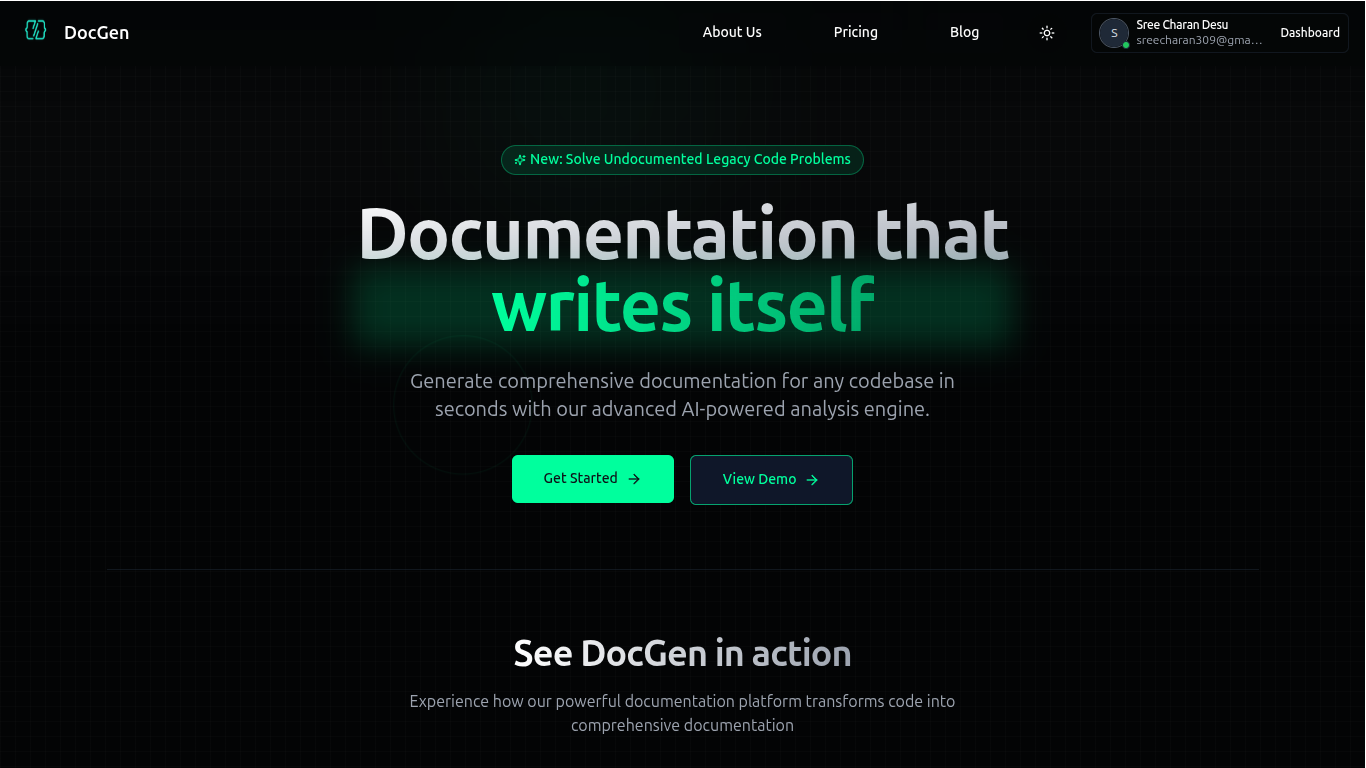 DocGen
About Us
Pricing
Blog
S
Sree Charan Desu
sreecharan309@gma...
Dashboard
New: Solve Undocumented Legacy Code Problems
Documentation that
writes itself
Generate comprehensive documentation for any codebase in
seconds with our advanced AI-powered analysis engine.
Get Started
View Demo
See DocGen in action
Experience how our powerful documentation platform transforms code into
comprehensive documentation